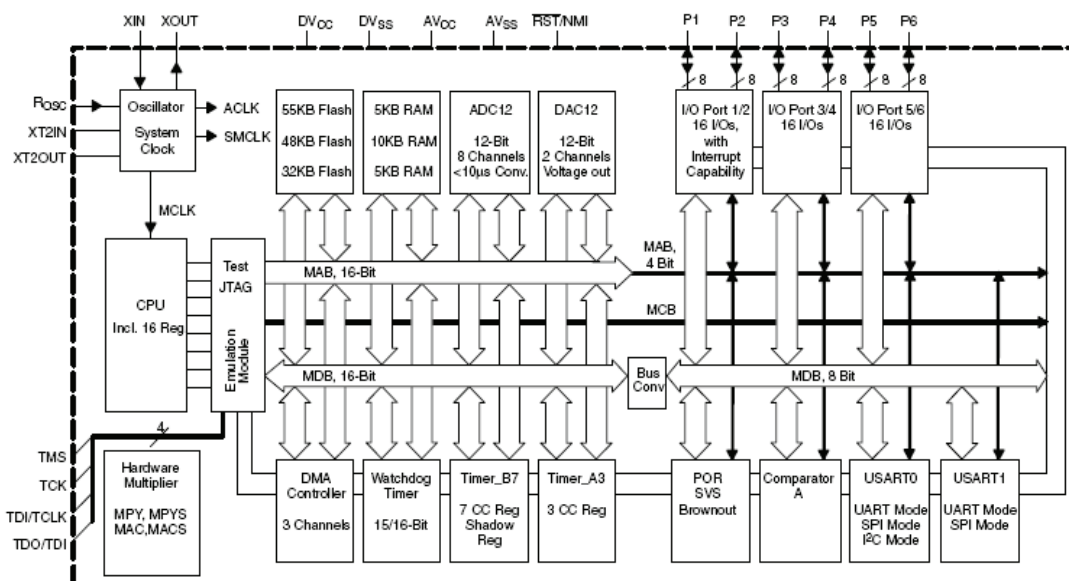 XIN
XOUT
DVCC
DVSS
AVCC
AVSS
RST/NMI
P1
P2
P3
P4
P5
P6
8
8
8
8
8
8
ROSC
XT2IN
XT2OUT
Oscillator
System
Clock
ACLK
SMCLK
MCLK
55KB Flash
48KB Flash
32KB Flash
5KB RAM
10KB RAM
5KB RAM
ADC12
12-Bit
8 Channels
<10µs Conv.
DAC12
12-Bit
2 Channels
Voltage out
I/O Port 1/2
16 I/Os,
with
Interrupt
Capability
I/O Port 3/4
16 I/Os
I/O Port 5/6
16 I/Os
CPU
Incl. 16 Reg
Test
JTAG
Emulation
Module
MAB, 16-Bit
MAB,
4 Bit
MCB
MDB, 16-Bit
Bus
Conv
MDB, 8 Bit
4
TMS
TCK
TDI/TCLK
TDO/TDI
Hardware
Multiplier
MPY, MPYS
MAC,MACS
DMA
Controller
3 Channels
Watchdog
Timer
15/16-Bit
Timer_B7
7 CC Reg
Shadow
Reg
Timer_A3
3 CC Reg
POR
SVS
Brownout
Comparator
A
USART0
UART Mode
SPI Mode
I²C Mode
USART1
UART Mode
SPI Mode